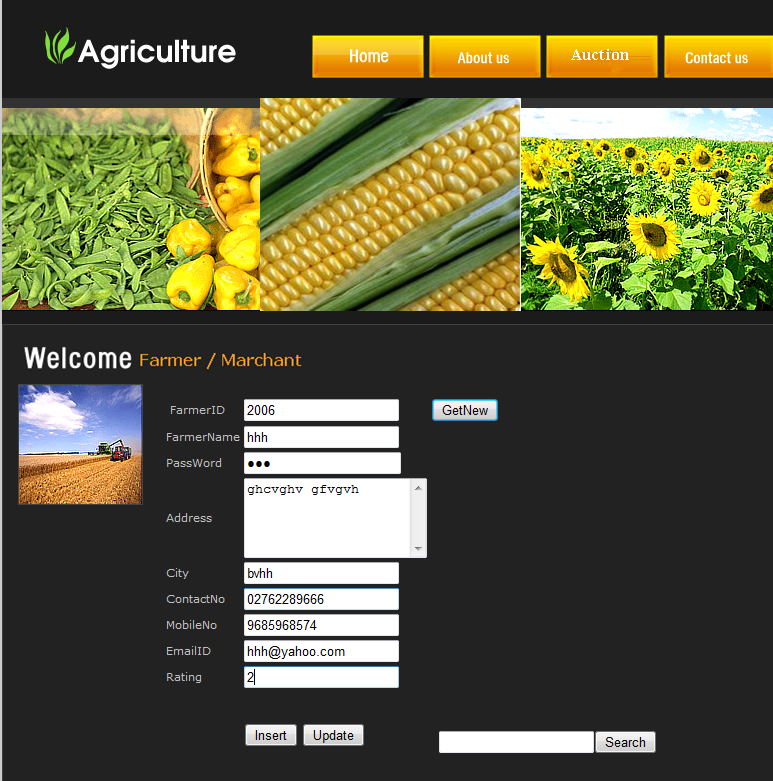 Agriculture
Home
About us
Auction
Contact us
Welcome Farmer / Marchant
FarmerID 2006 GetNew
FarmerName hhh
PassWord ●●●
Address ghcvghv gfvgvh
City bvhh
ContactNo 02762289666
MobileNo 9685968574
EmailID hhh@yahoo.com
Rating 2
Insert Update Search